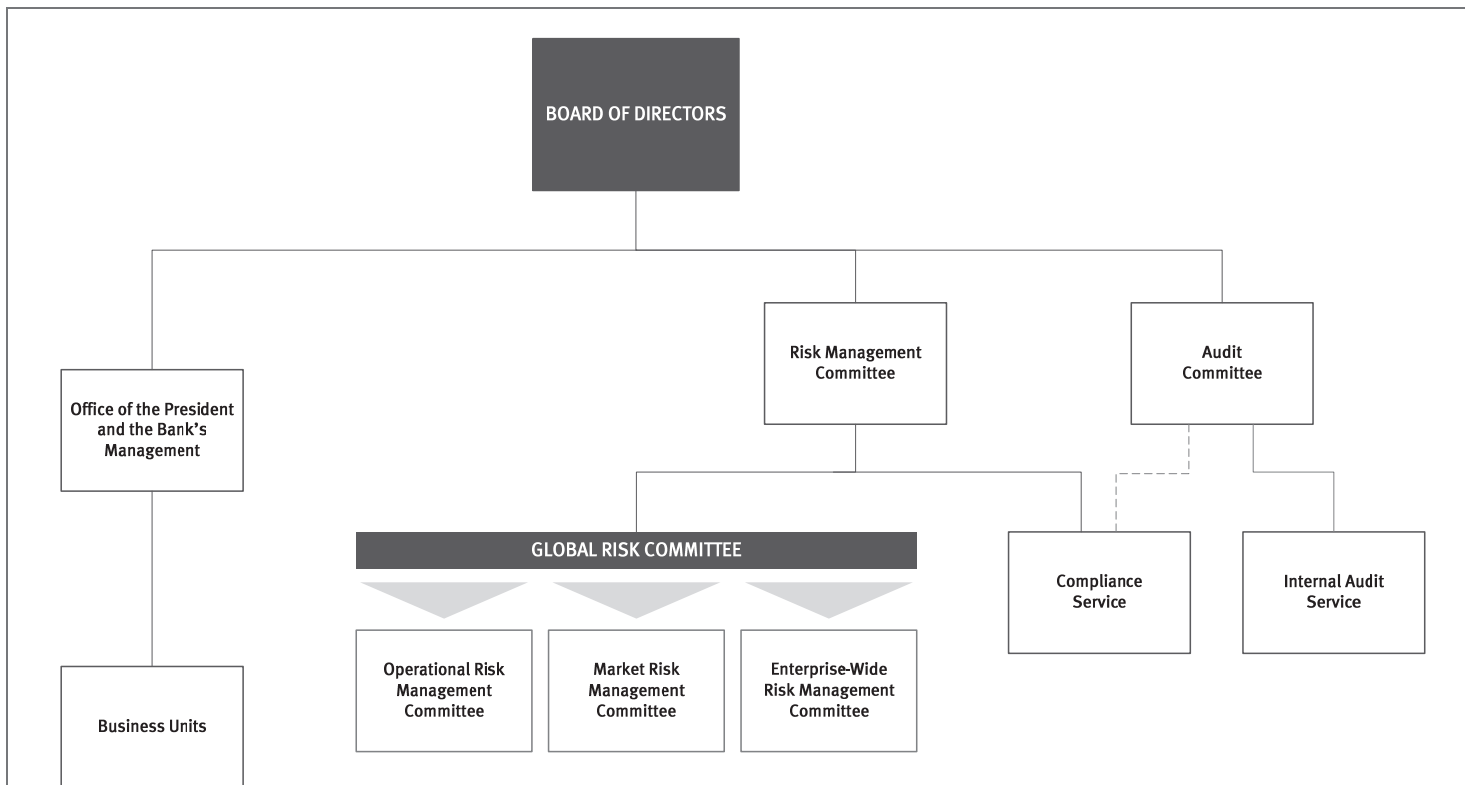 BOARD OF DIRECTORS
Risk Management
Committee
Audit
Committee
Office of the President
and the Bank's
Management
GLOBAL RISK COMMITTEE
Compliance
Service
Internal Audit
Service
Operational Risk
Management
Committee
Market Risk
Management
Committee
Enterprise-Wide
Risk Management
Committee
Business Units